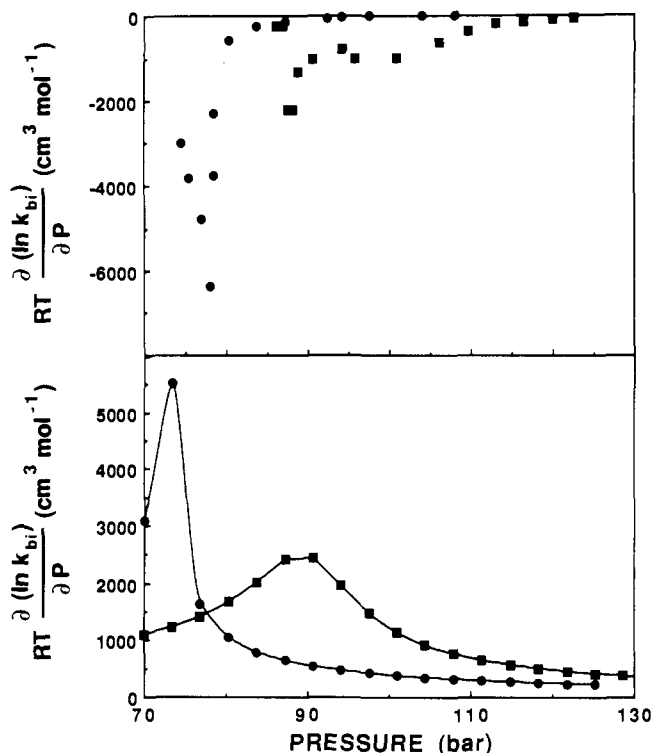 RT ∂ (ln k_bi) / ∂ P (cm³ mol⁻¹)
0
-2000
-4000
-6000
RT ∂ (ln k_bi) / ∂ P (cm³ mol⁻¹)
5000
4000
3000
2000
1000
0
70 90 110 130
PRESSURE (bar)